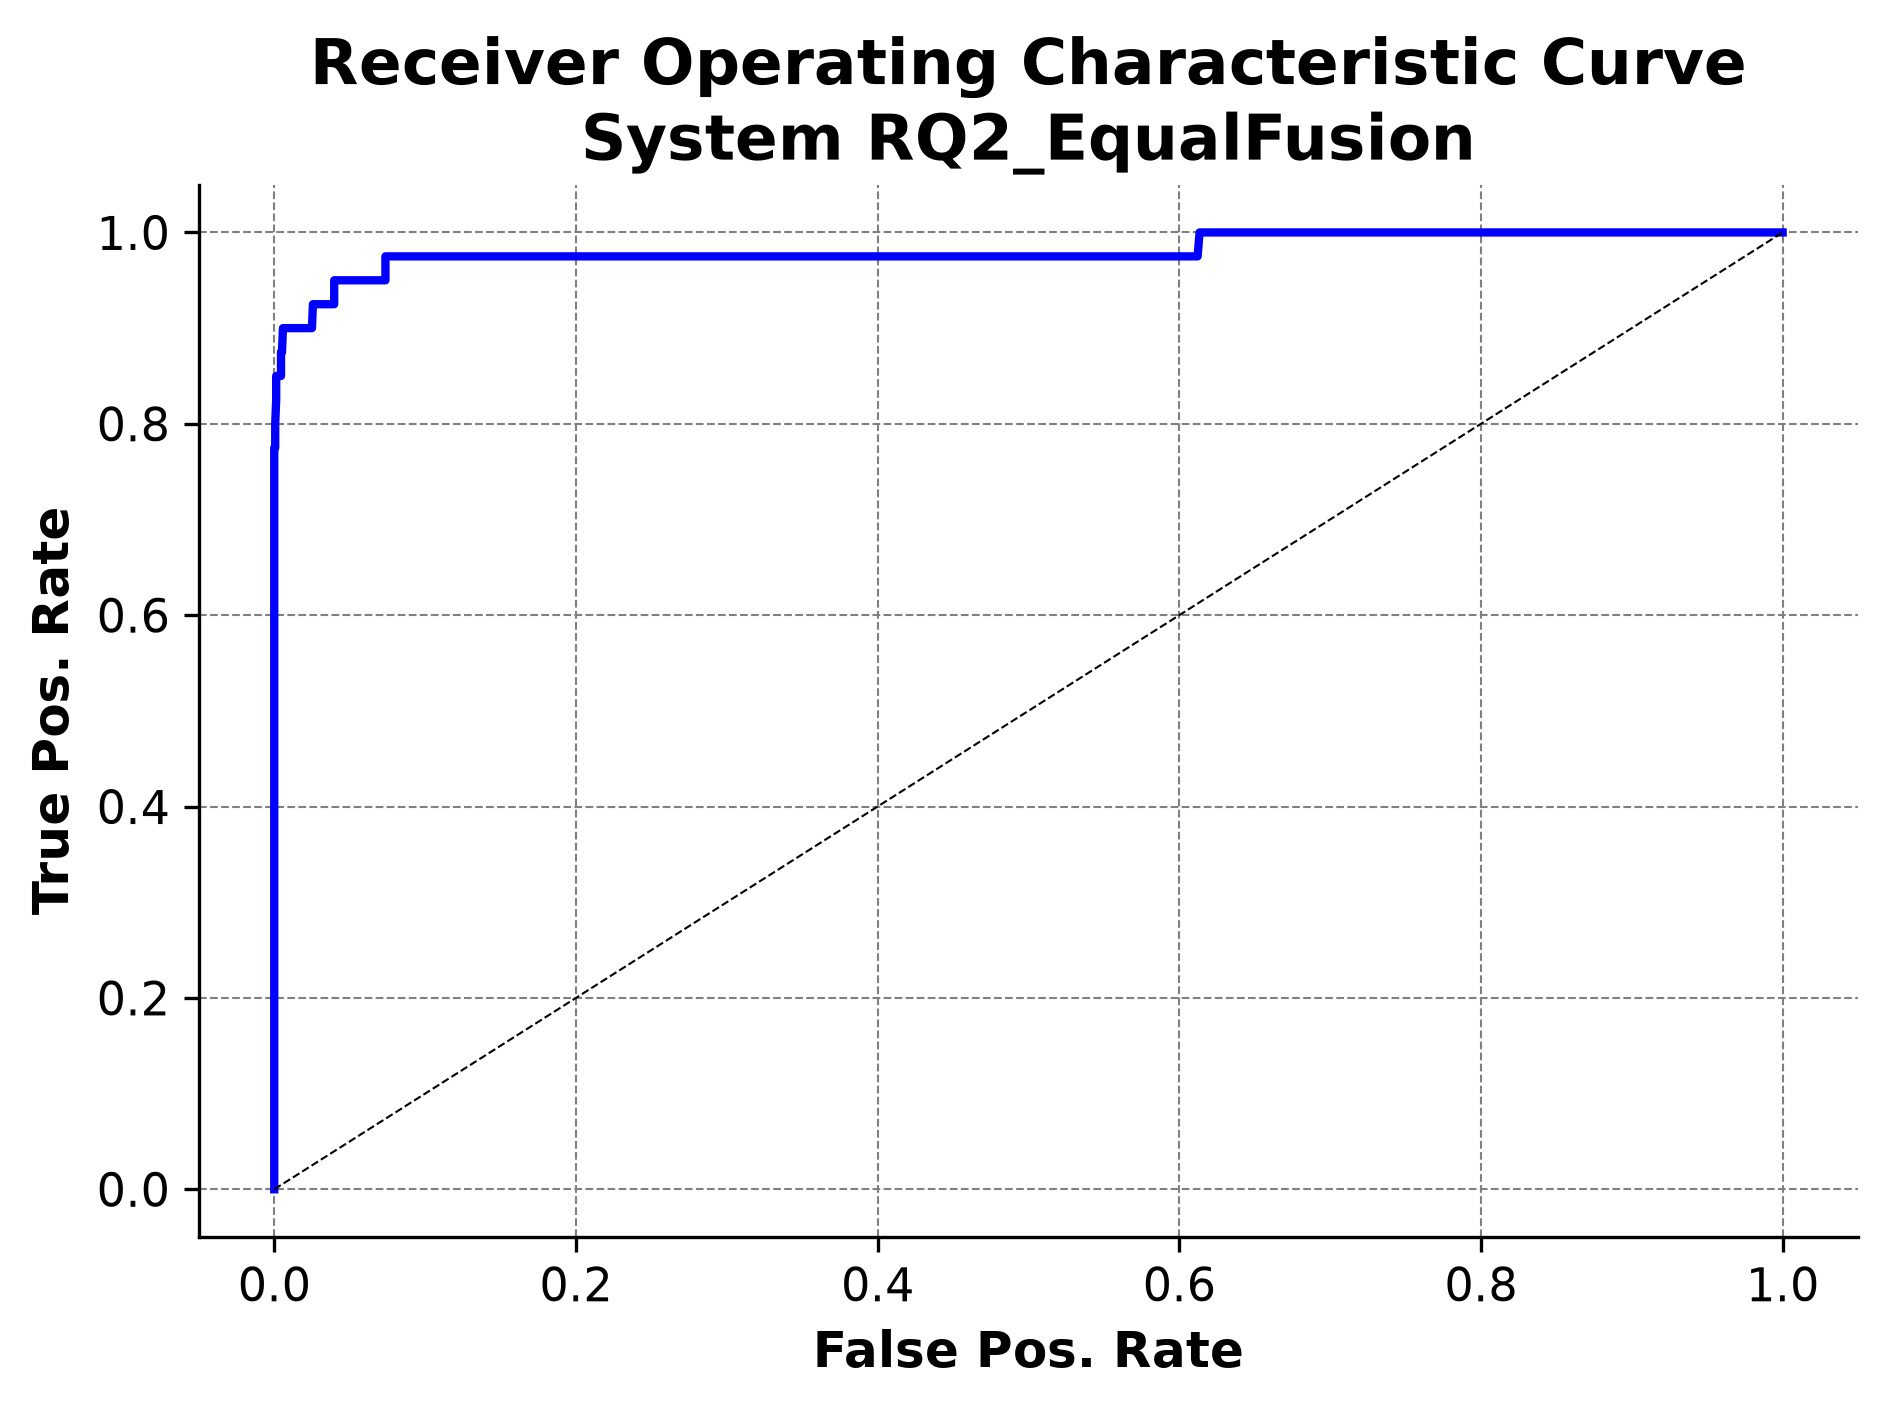 Receiver Operating Characteristic Curve
System RQ2_EqualFusion
True Pos. Rate
1.0
0.8
0.6
0.4
0.2
0.0
0.0 0.2 0.4 0.6 0.8 1.0
False Pos. Rate